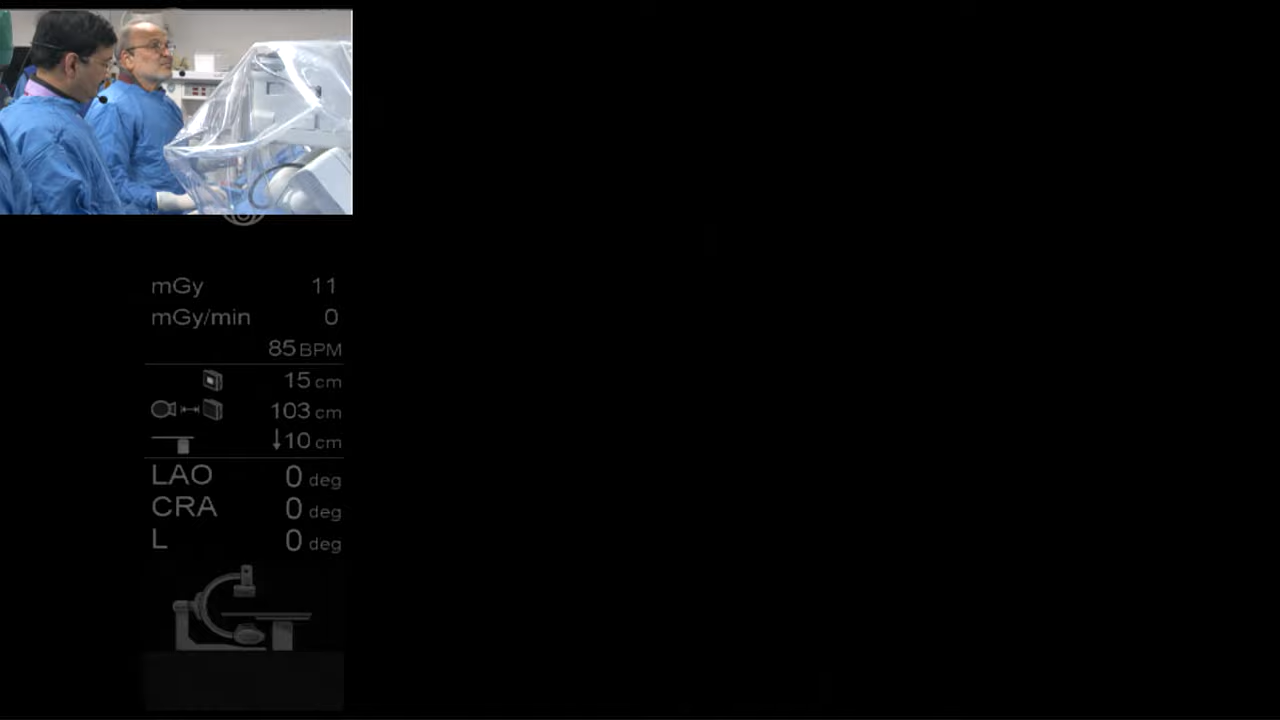 mGy 11
mGy/min 0
85 BPM
15 cm
103 cm
↓10 cm
LAO 0 deg
CRA 0 deg
L 0 deg